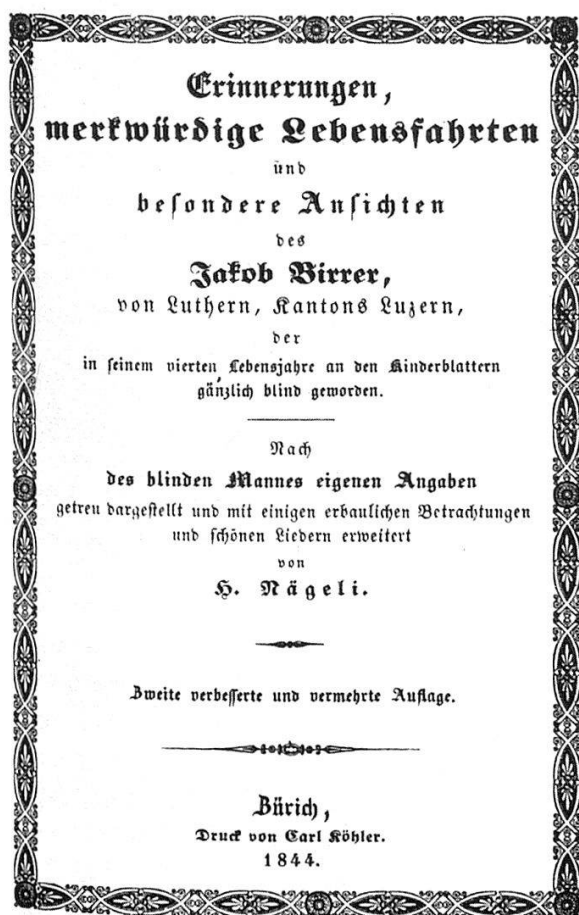 Erinnerungen,
merkwürdige Lebensfahrten
und
besondere Ansichten
des
Jakob Birrer,
von Luthern, Kantons Luzern,
der
in seinem vierten Lebensjahre an den Kinderblattern
gänzlich blind geworden.
Nach
des blinden Mannes eigenen Angaben
getreu dargestellt und mit einigen erbaulichen Betrachtungen
und schönen Liedern erweitert
von
H. Nägeli.
Zweite verbesserte und vermehrte Auflage.
Zürich,
Druck von Carl Köhler.
1844.